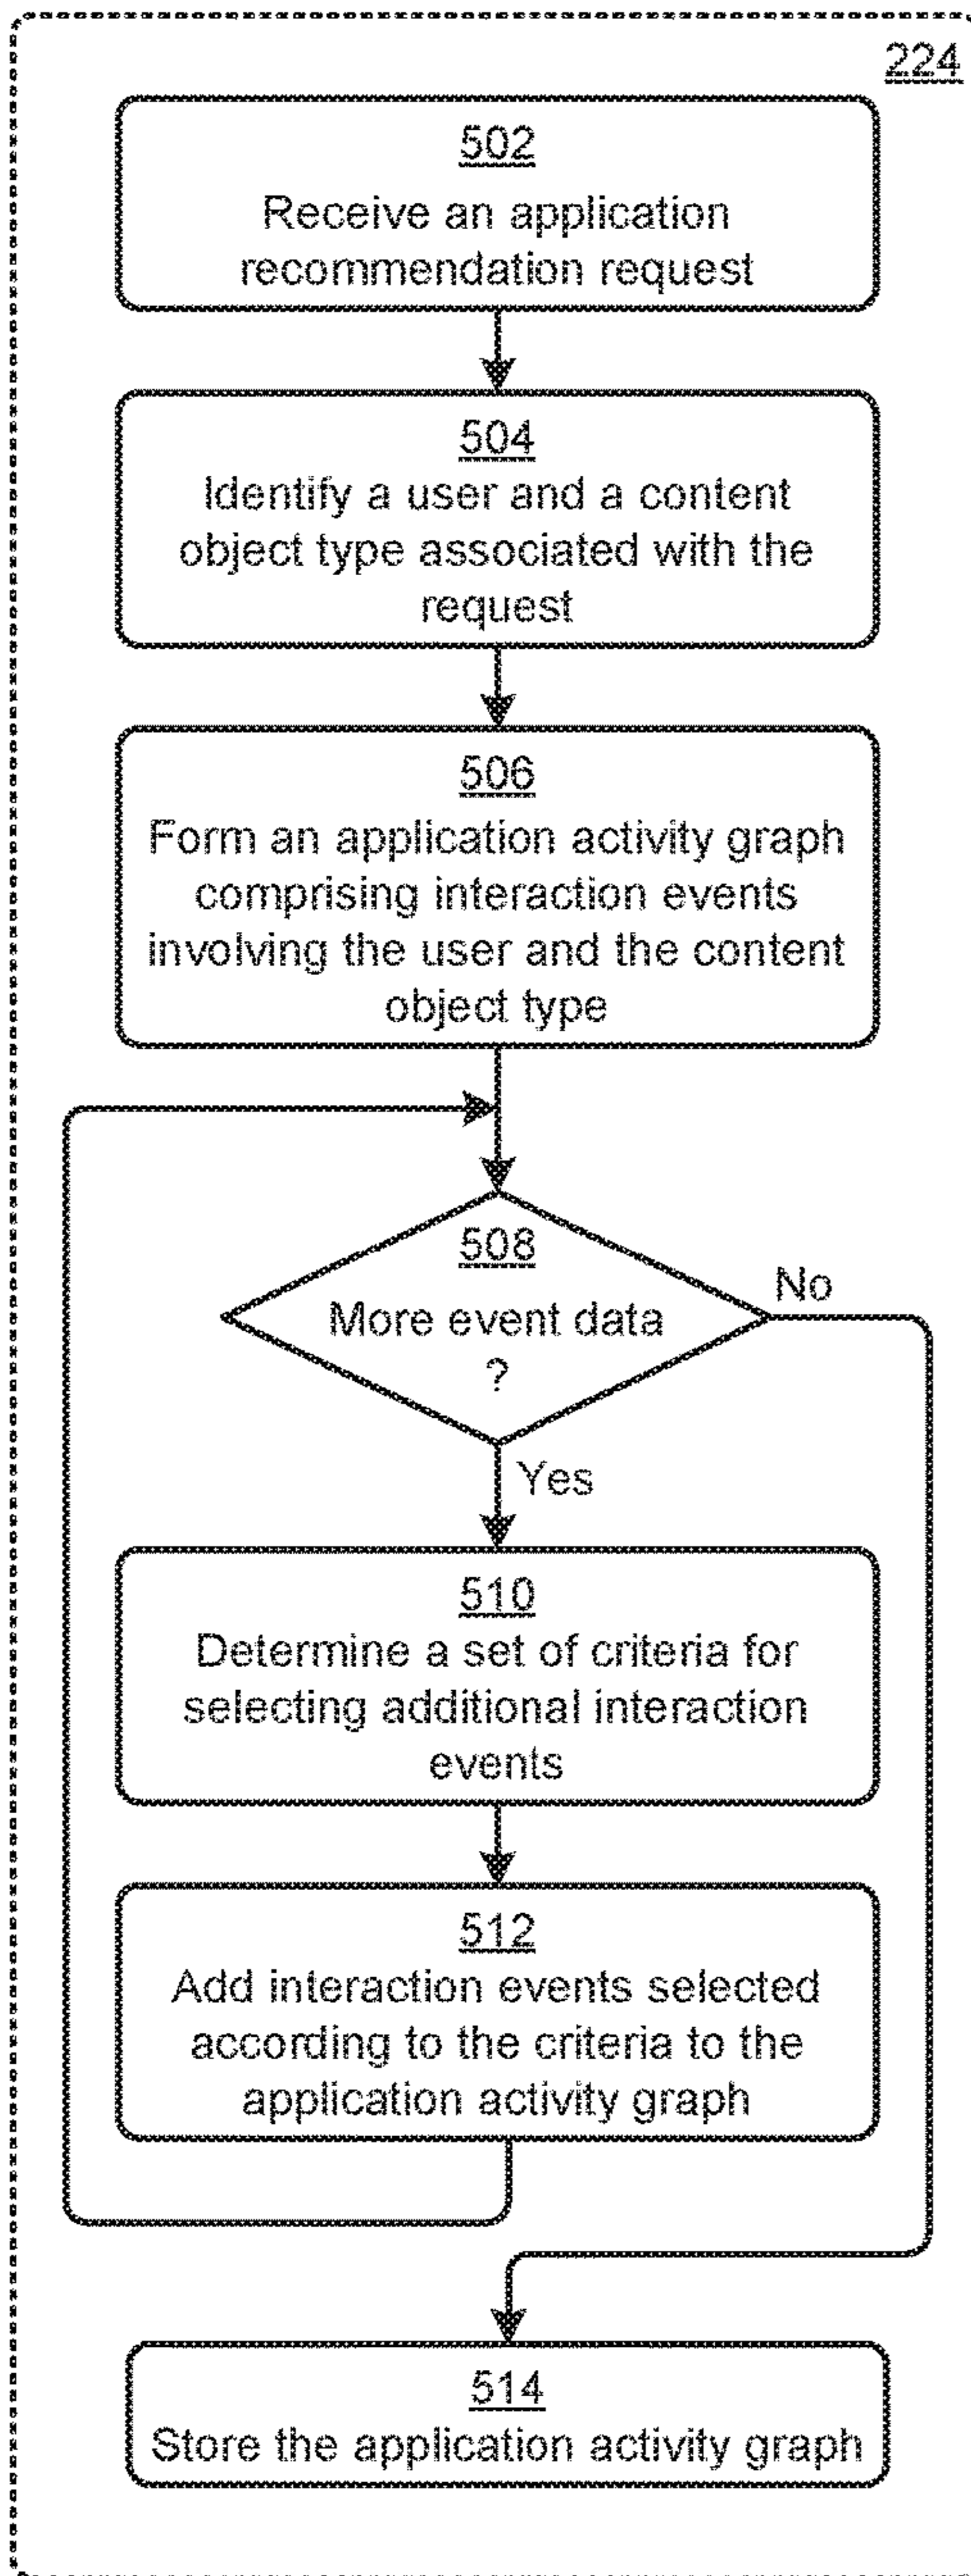 224
502
Receive an application
recommendation request
504
Identify a user and a content
object type associated with the
request
506
Form an application activity graph
comprising interaction events
involving the user and the content
object type
508
More event data
?
No
Yes
510
Determine a set of criteria for
selecting additional interaction
events
512
Add interaction events selected
according to the criteria to the
application activity graph
514
Store the application activity graph